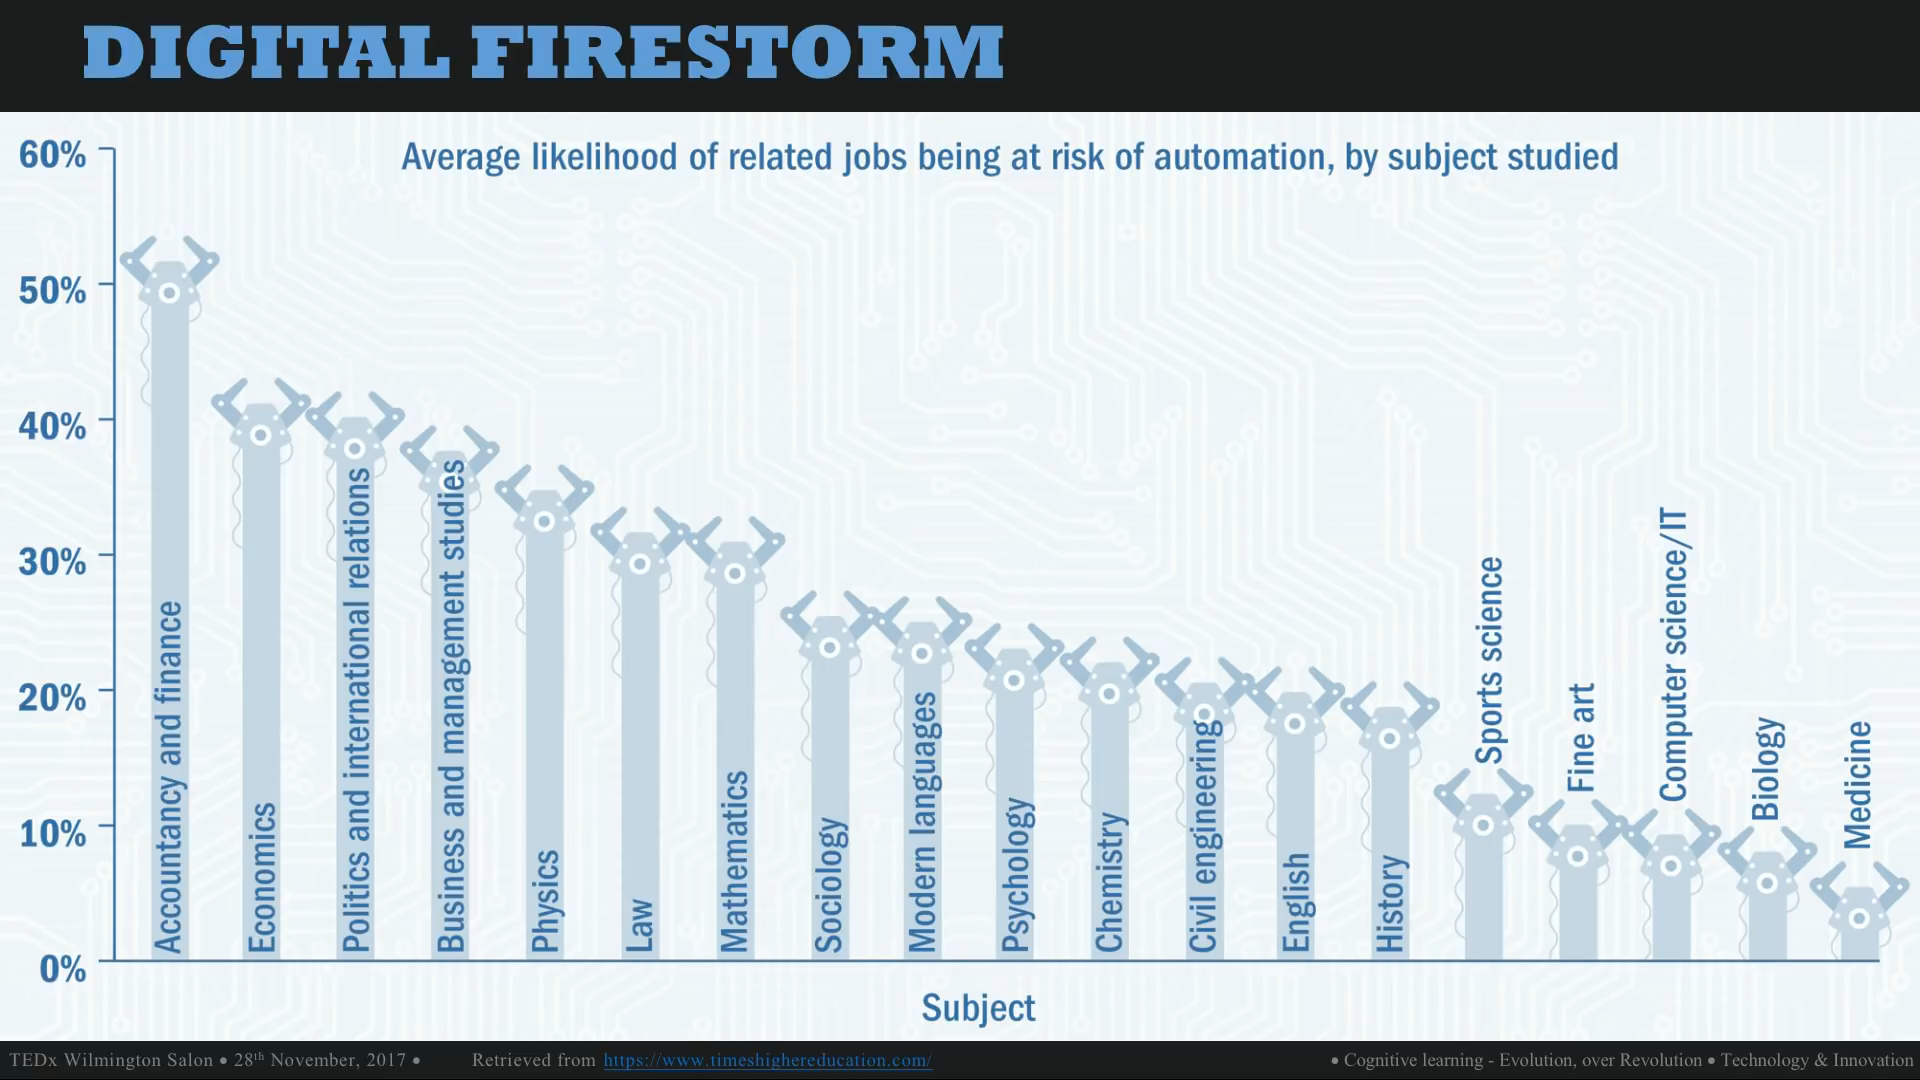 DIGITAL FIRESTORM
Average likelihood of related jobs being at risk of automation, by subject studied
60%
50%
40%
30%
20%
10%
0%
Accountancy and finance
Economics
Politics and international relations
Business and management studies
Physics
Law
Mathematics
Sociology
Modern languages
Psychology
Chemistry
Civil engineering
English
History
Sports science
Fine art
Computer science/IT
Biology
Medicine
Subject
TEDx Wilmington Salon • 28th November, 2017 • Retrieved from https://www.timeshighereducation.com/ • Cognitive learning - Evolution, over Revolution • Technology & Innovation